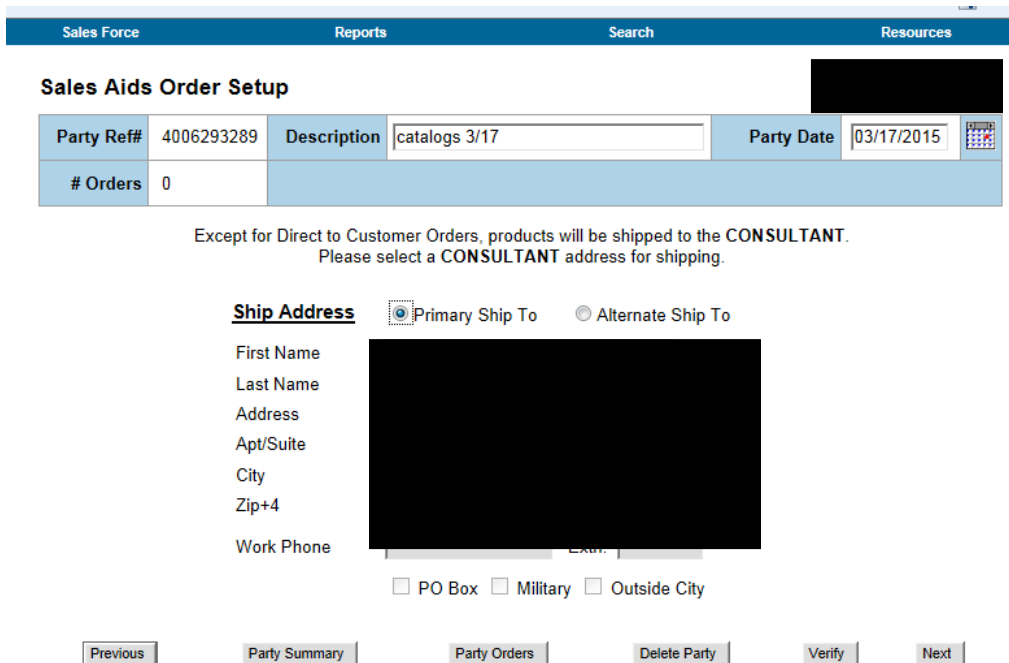 Sales Force Reports Search Resources
Sales Aids Order Setup
Party Ref# 4006293289 Description catalogs 3/17 Party Date 03/17/2015
# Orders 0
Except for Direct to Customer Orders, products will be shipped to the CONSULTANT.
Please select a CONSULTANT address for shipping.
Ship Address Primary Ship To Alternate Ship To
First Name
Last Name
Address
Apt/Suite
City
Zip+4
Work Phone Extn:
PO Box Military Outside City
Previous Party Summary Party Orders Delete Party Verify Next